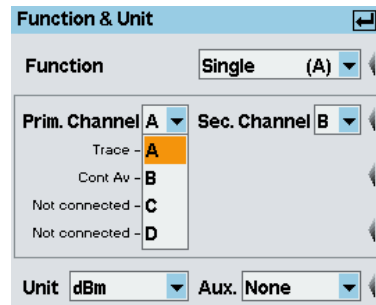 Function & Unit
Function Single (A)
Prim. Channel A Sec. Channel B
Trace - A
Cont Av - B
Not connected - C
Not connected - D
Unit dBm Aux. None